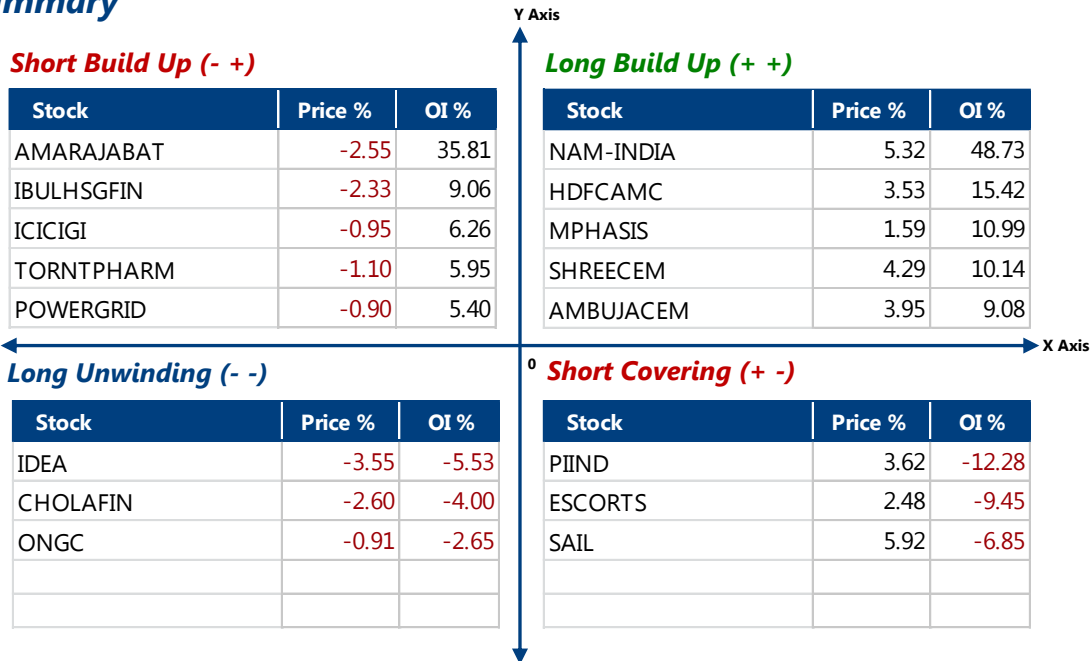 Y Axis
Short Build Up (- +)
Stock Price % OI %
AMARAJABAT -2.55 35.81
IBULHSGFIN -2.33 9.06
ICICIGI -0.95 6.26
TORNTPHARM -1.10 5.95
POWERGRID -0.90 5.40
Long Build Up (+ +)
Stock Price % OI %
NAM-INDIA 5.32 48.73
HDFCAMC 3.53 15.42
MPHASIS 1.59 10.99
SHREECEM 4.29 10.14
AMBUJACEM 3.95 9.08
X Axis
0
Long Unwinding (- -)
Stock Price % OI %
IDEA -3.55 -5.53
CHOLAFIN -2.60 -4.00
ONGC -0.91 -2.65
Short Covering (+ -)
Stock Price % OI %
PIIND 3.62 -12.28
ESCORTS 2.48 -9.45
SAIL 5.92 -6.85